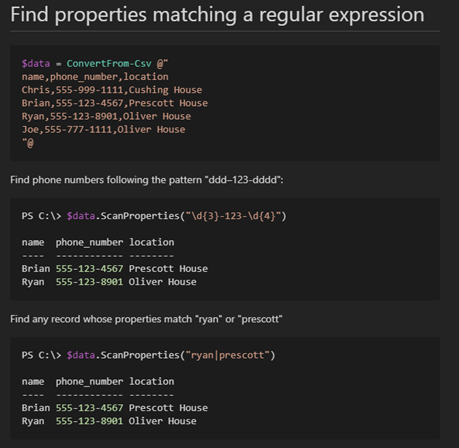 Find properties matching a regular expression
$data = ConvertFrom-Csv @"
name,phone_number,location
Chris,555-999-1111,Cushing House
Brian,555-123-4567,Prescott House
Ryan,555-123-8901,Oliver House
Joe,555-777-1111,Oliver House
"@
Find phone numbers following the pattern "ddd–123-dddd":
PS C:\> $data.ScanProperties("\d{3}-123-\d{4}")
name  phone_number location
----  ------------ --------
Brian 555-123-4567 Prescott House
Ryan  555-123-8901 Oliver House
Find any record whose properties match "ryan" or "prescott"
PS C:\> $data.ScanProperties("ryan|prescott")
name  phone_number location
----  ------------ --------
Brian 555-123-4567 Prescott House
Ryan  555-123-8901 Oliver House